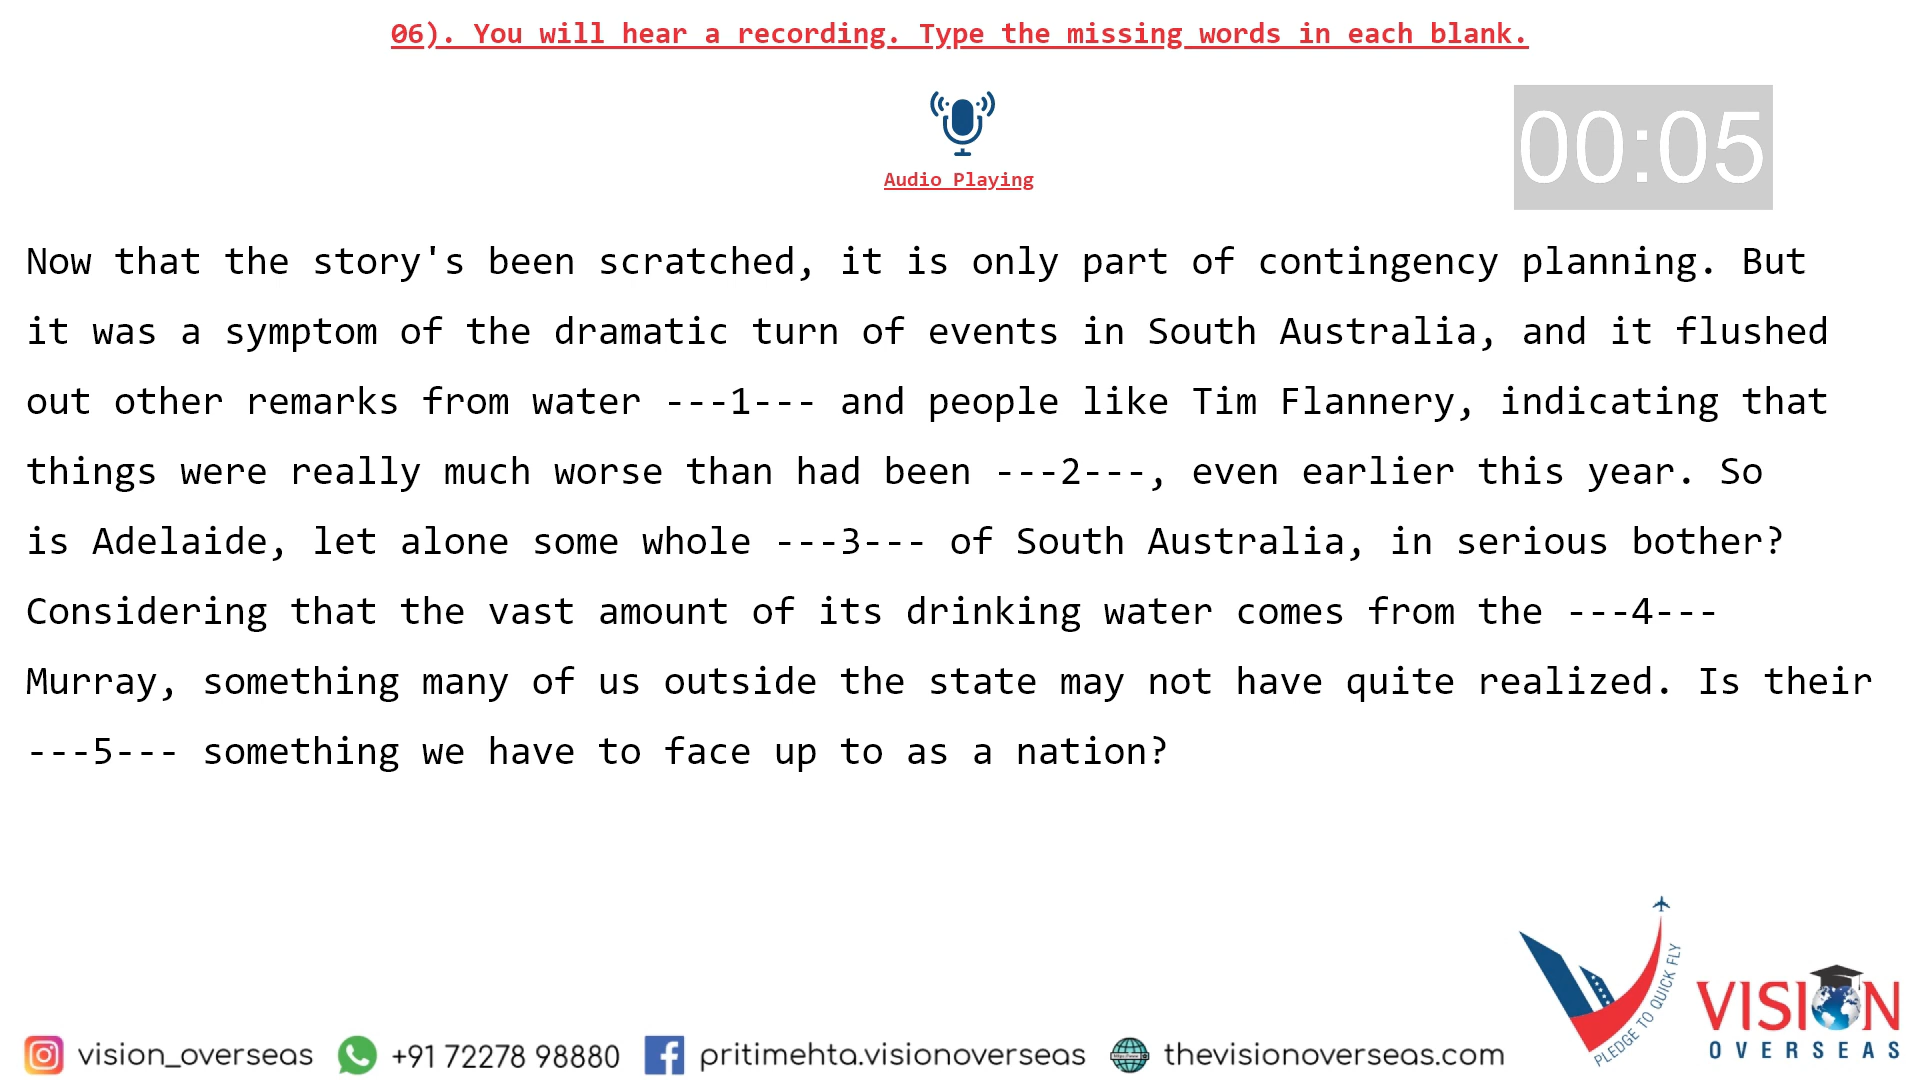 06). You will hear a recording. Type the missing words in each blank.
Audio Playing
00:05
Now that the story's been scratched, it is only part of contingency planning. But
it was a symptom of the dramatic turn of events in South Australia, and it flushed
out other remarks from water ---1--- and people like Tim Flannery, indicating that
things were really much worse than had been ---2---, even earlier this year. So
is Adelaide, let alone some whole ---3--- of South Australia, in serious bother?
Considering that the vast amount of its drinking water comes from the ---4---
Murray, something many of us outside the state may not have quite realized. Is their
---5--- something we have to face up to as a nation?
PLEDGE TO QUICK FLY
VISION
OVERSEAS
vision_overseas
+91 72278 98880
pritimehta.visionoverseas
thevisionoverseas.com